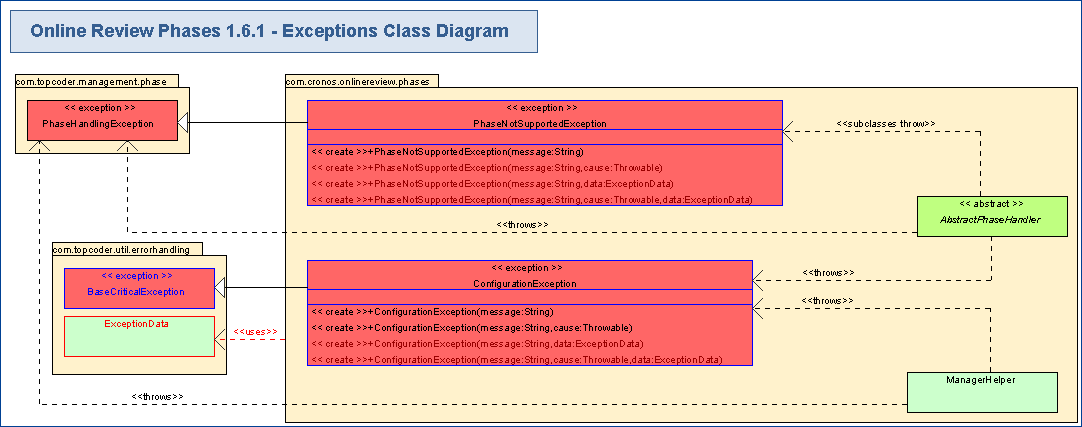 Online Review Phases 1.6.1 - Exceptions Class Diagram
com.topcoder.management.phase
<< exception >>
PhaseHandlingException
com.cronos.onlinereview.phases
<< exception >>
PhaseNotSupportedException
<< create >>+PhaseNotSupportedException(message:String)
<< create >>+PhaseNotSupportedException(message:String,cause:Throwable)
<< create >>+PhaseNotSupportedException(message:String,data:ExceptionData)
<< create >>+PhaseNotSupportedException(message:String,cause:Throwable,data:ExceptionData)
<<subclasses throw>>
<< abstract >>
AbstractPhaseHandler
<<throws>>
com.topcoder.util.errorhandling
<< exception >>
BaseCriticalException
ExceptionData
<<uses>>
<< exception >>
ConfigurationException
<< create >>+ConfigurationException(message:String)
<< create >>+ConfigurationException(message:String,cause:Throwable)
<< create >>+ConfigurationException(message:String,data:ExceptionData)
<< create >>+ConfigurationException(message:String,cause:Throwable,data:ExceptionData)
<<throws>>
<<throws>>
ManagerHelper
<<throws>>